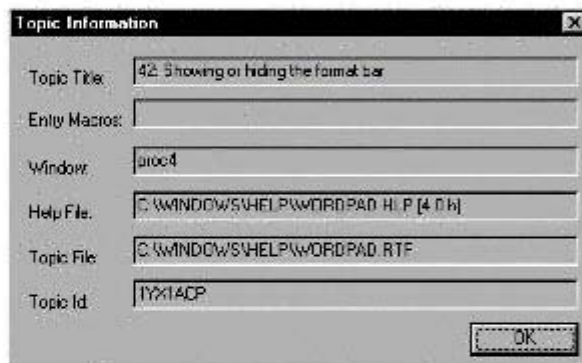 Topic Information
Topic Title: 42: Showing or hiding the format bar
Entry Macros:
Window: proc4
Help File: C:\WINDOWS\HELP\WORDPAD.HLP [4.0 h]
Topic File: C:\WINDOWS\HELP\WORDPAD.RTF
Topic Id:
OK